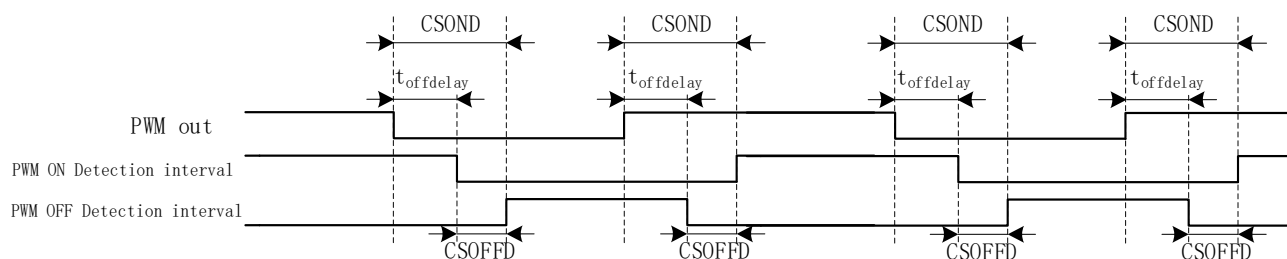 CSOND CSOND CSOND CSOND
toffdelay toffdelay toffdelay toffdelay
PWM out
PWM ON Detection interval
PWM OFF Detection interval
CSOFFD CSOFFD CSOFFD CSOFFD